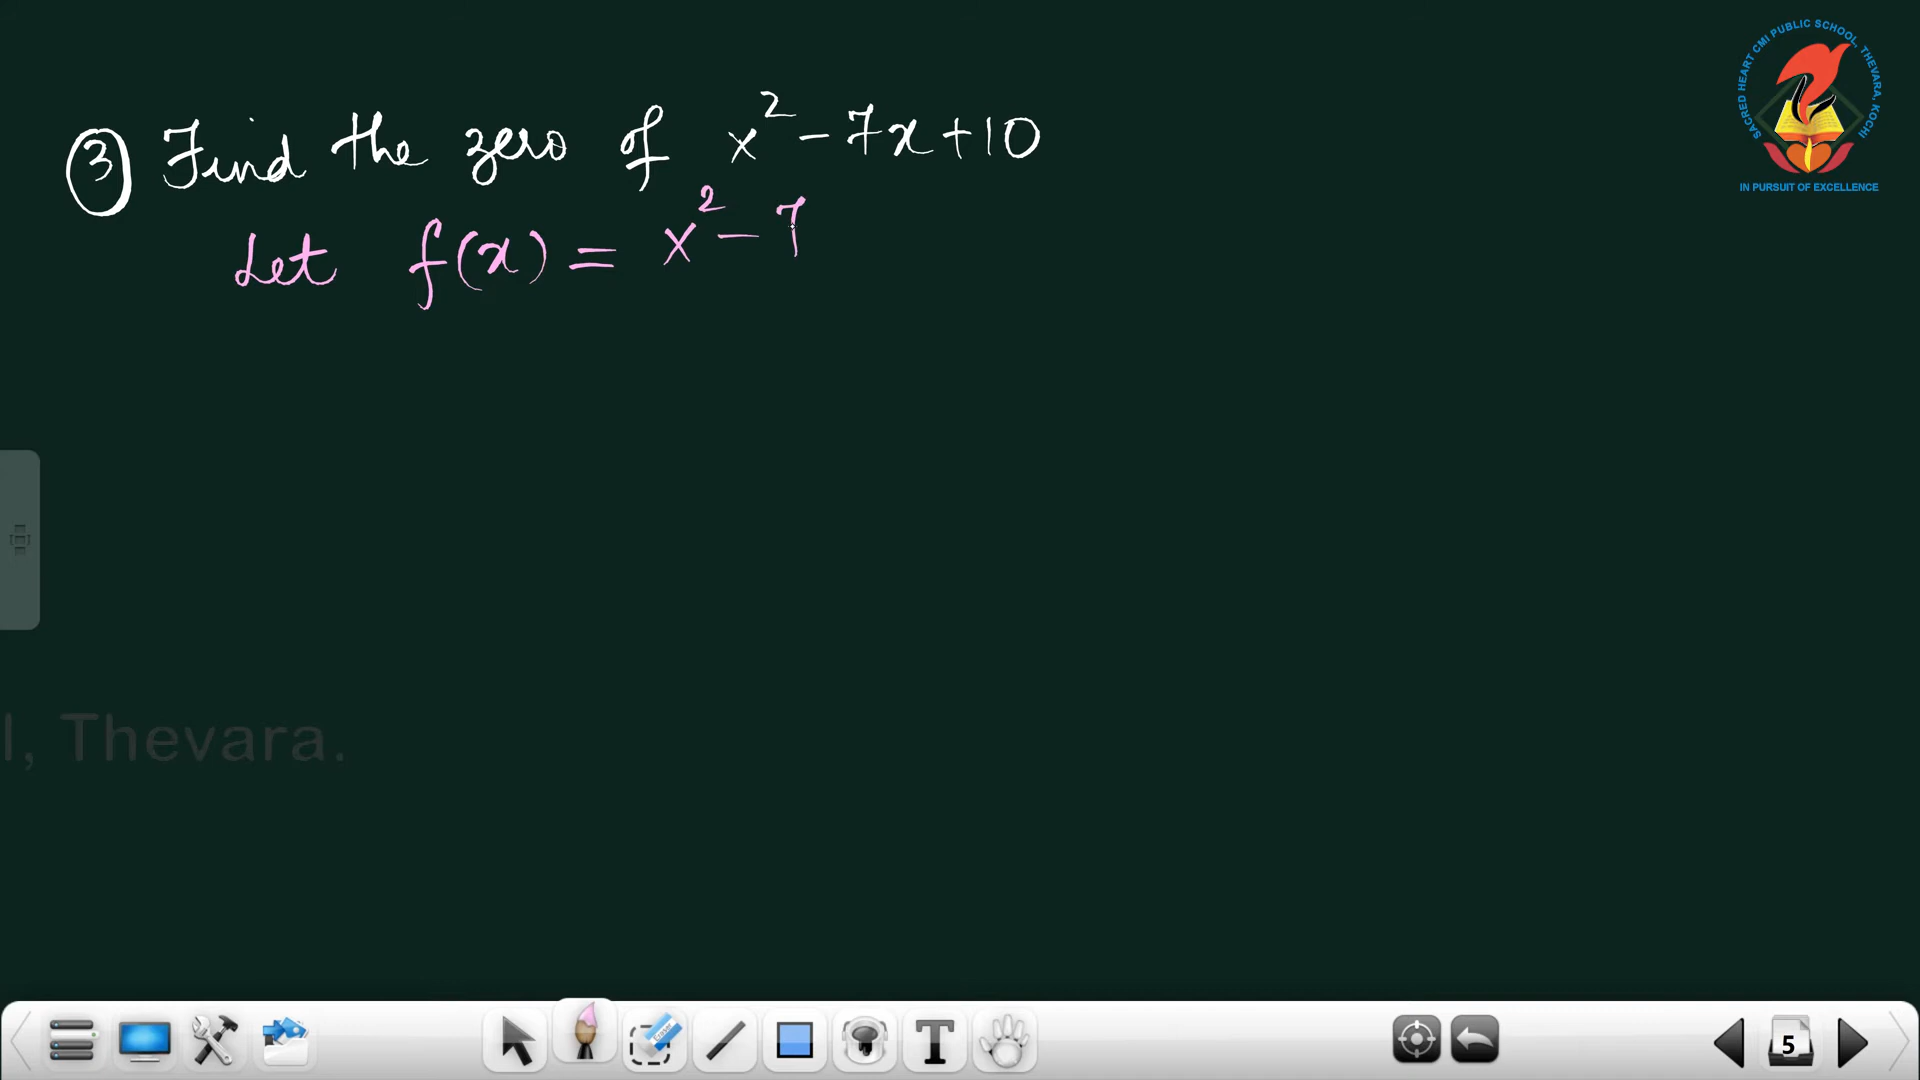 ③ Find the zero of x² - 7x + 10
Let f(x) = x² - 7
SACRED HEART CMI PUBLIC SCHOOL, THEVARA, KOCHI
IN PURSUIT OF EXCELLENCE
l, Thevara.
Eraser
T
5